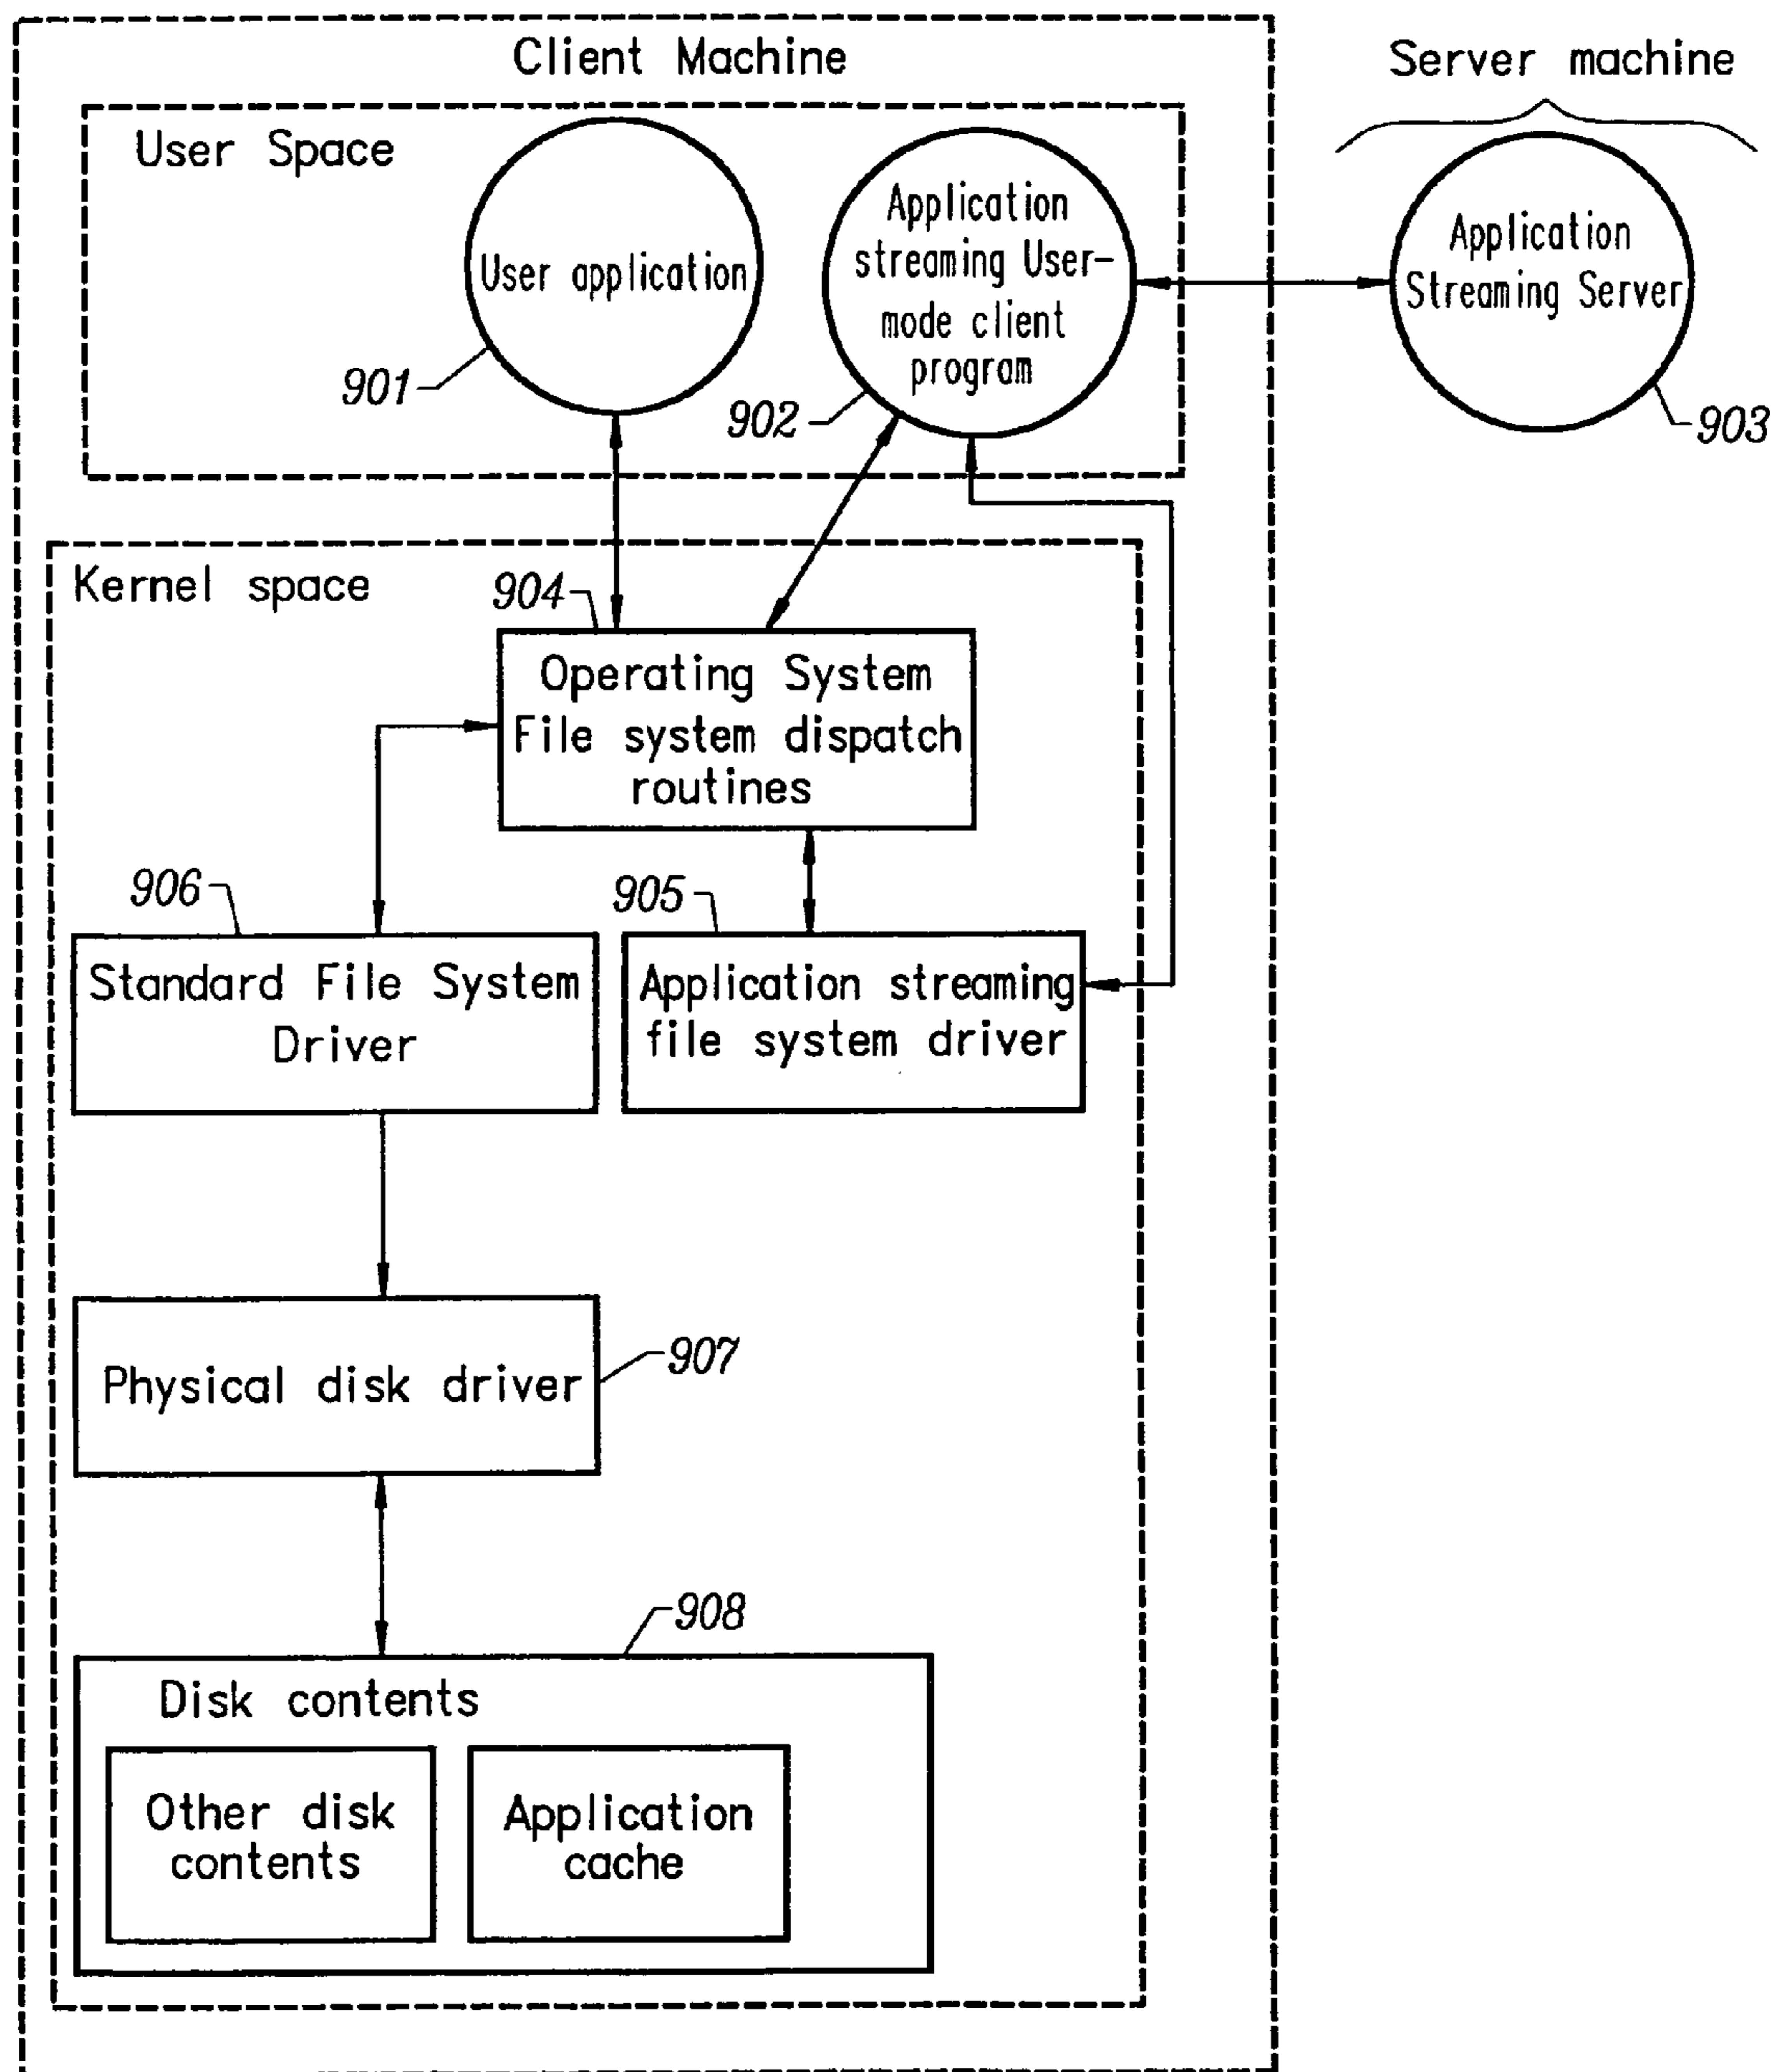 Client Machine
Server machine
User Space
User application
Application
streaming User-
mode client
program
Application
Streaming Server
901
902
903
Kernel space
904
Operating System
File system dispatch
routines
906
905
Standard File System
Driver
Application streaming
file system driver
907
Physical disk driver
908
Disk contents
Other disk
contents
Application
cache